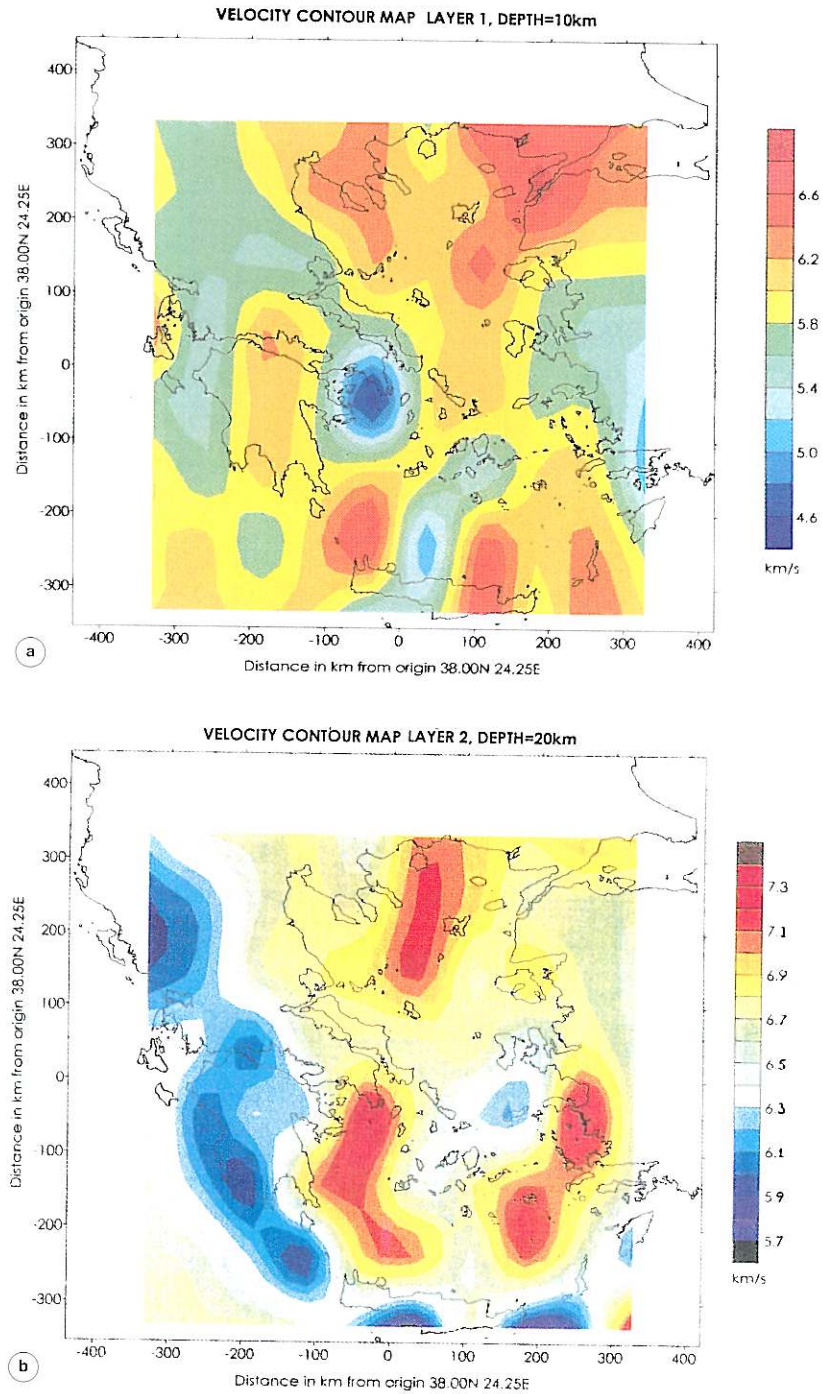 VELOCITY CONTOUR MAP LAYER 1, DEPTH=10km
400
300
200
100
0
-100
-200
-300
Distance in km from origin 38.00N 24.25E
-400 -300 -200 -100 0 100 200 300 400
Distance in km from origin 38.00N 24.25E
6.6
6.2
5.8
5.4
5.0
4.6
km/s
a
VELOCITY CONTOUR MAP LAYER 2, DEPTH=20km
400
300
200
100
0
-100
-200
-300
Distance in km from origin 38.00N 24.25E
-400 -300 -200 -100 0 100 200 300 400
Distance in km from origin 38.00N 24.25E
7.3
7.1
6.9
6.7
6.5
6.3
6.1
5.9
5.7
km/s
b